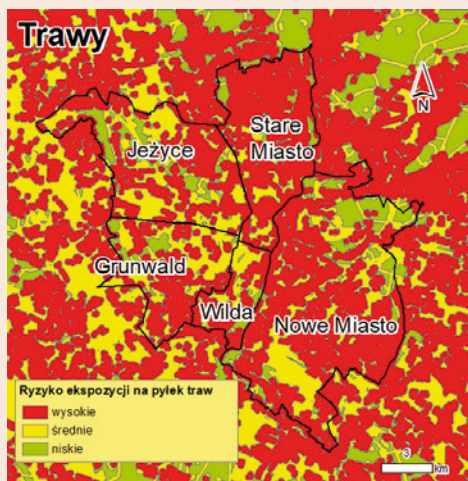 Trawy
N
Stare
Miasto
Jeżyce
Grunwald
Wilda
Nowe Miasto
Ryzyko ekspozycji na pyłek traw
wysokie
średnie
niskie
3
km